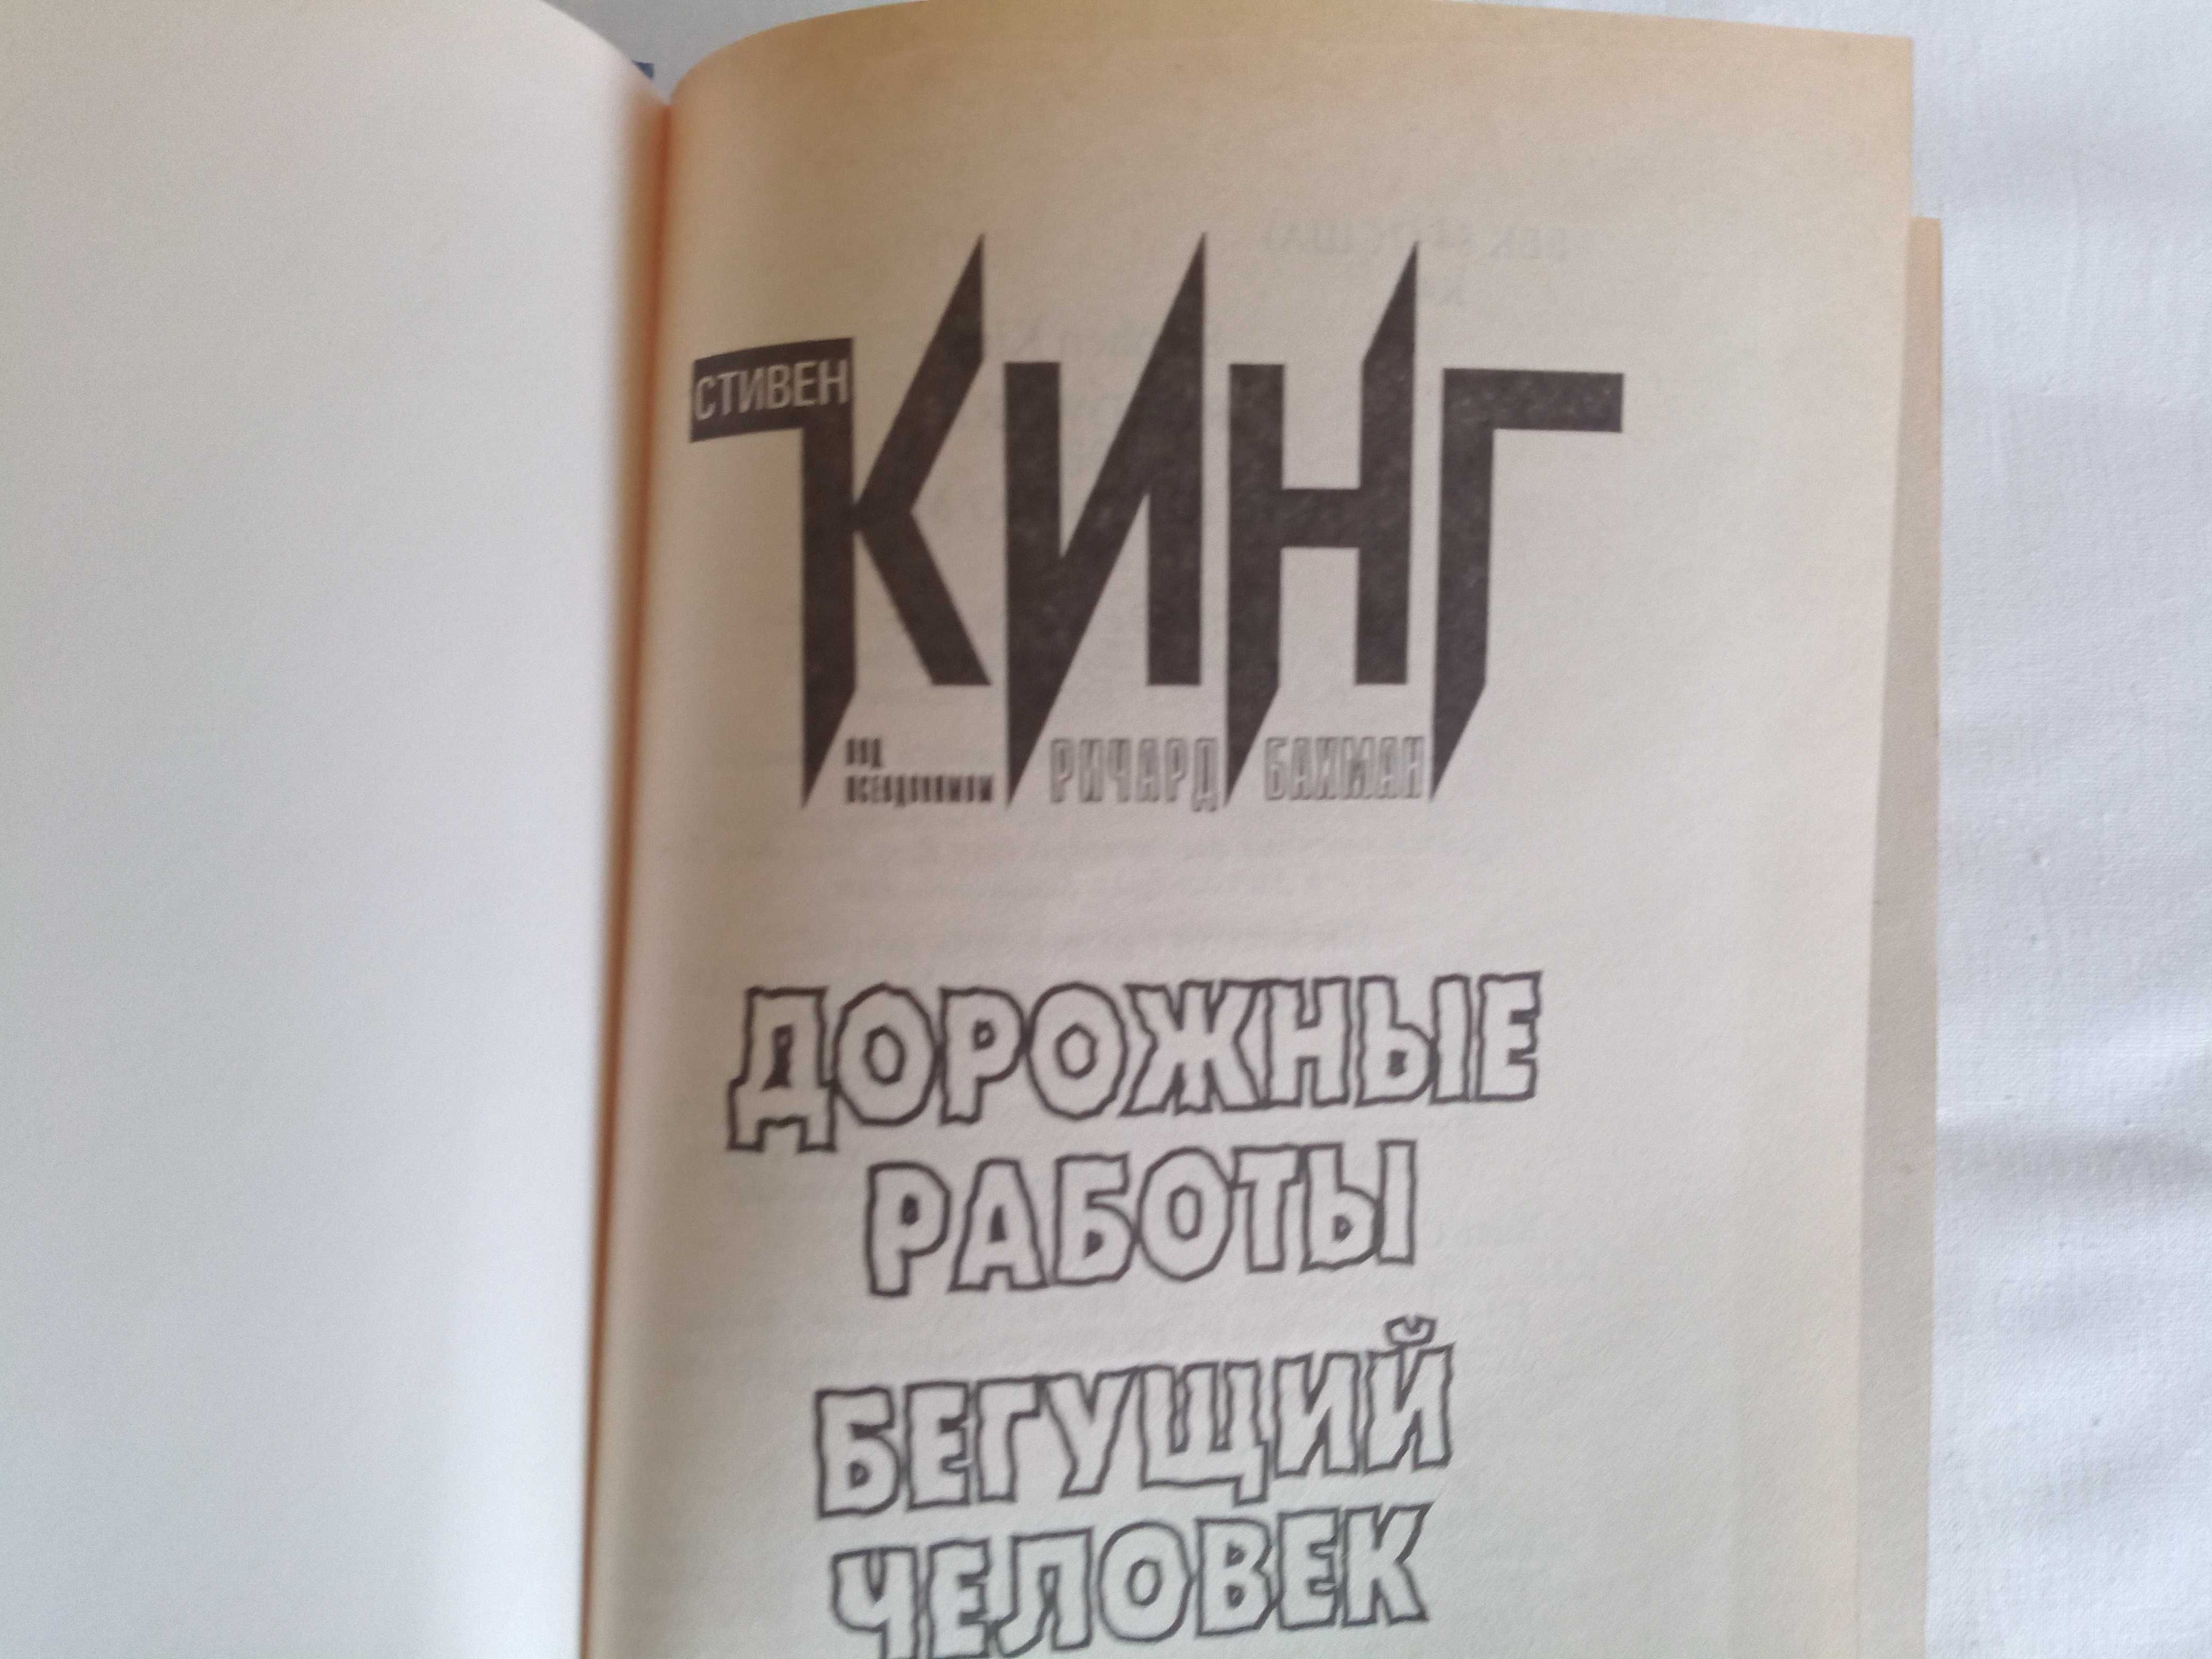 СТИВЕН
КИНГ
ПОД
ПСЕВДОНИМОМ
РИЧАРД БАХМАН
ДОРОЖНЫЕ
РАБОТЫ
БЕГУЩИЙ
ЧЕЛОВЕК